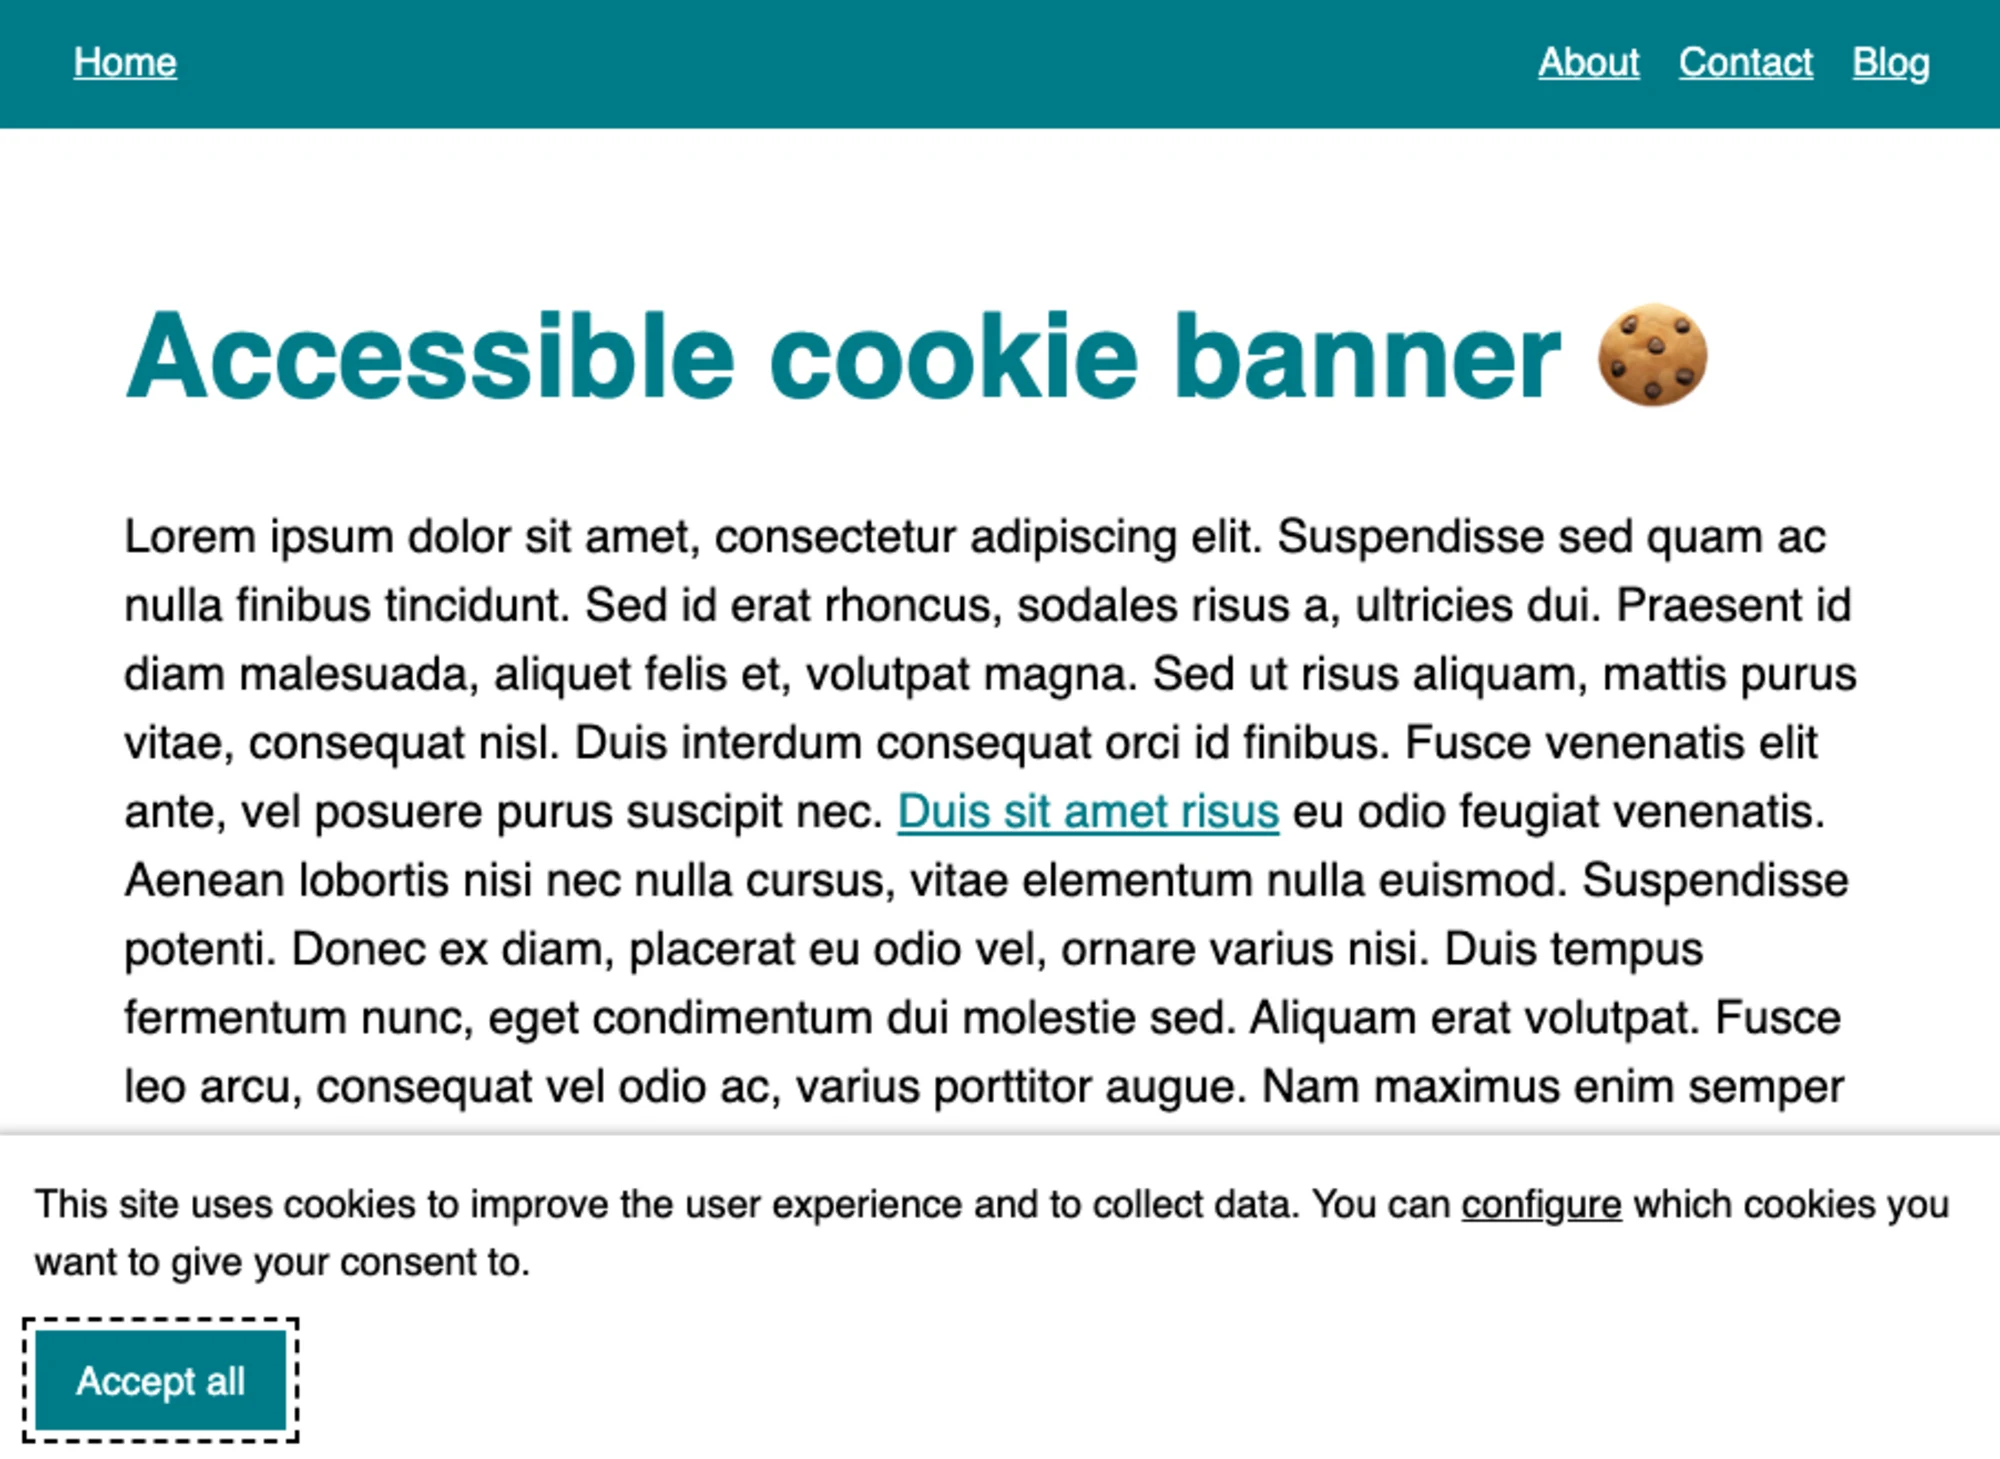 Home
About Contact Blog
Accessible cookie banner 🍪
Lorem ipsum dolor sit amet, consectetur adipiscing elit. Suspendisse sed quam ac
nulla finibus tincidunt. Sed id erat rhoncus, sodales risus a, ultricies dui. Praesent id
diam malesuada, aliquet felis et, volutpat magna. Sed ut risus aliquam, mattis purus
vitae, consequat nisl. Duis interdum consequat orci id finibus. Fusce venenatis elit
ante, vel posuere purus suscipit nec. Duis sit amet risus eu odio feugiat venenatis.
Aenean lobortis nisi nec nulla cursus, vitae elementum nulla euismod. Suspendisse
potenti. Donec ex diam, placerat eu odio vel, ornare varius nisi. Duis tempus
fermentum nunc, eget condimentum dui molestie sed. Aliquam erat volutpat. Fusce
leo arcu, consequat vel odio ac, varius porttitor augue. Nam maximus enim semper
This site uses cookies to improve the user experience and to collect data. You can configure which cookies you
want to give your consent to.
Accept all